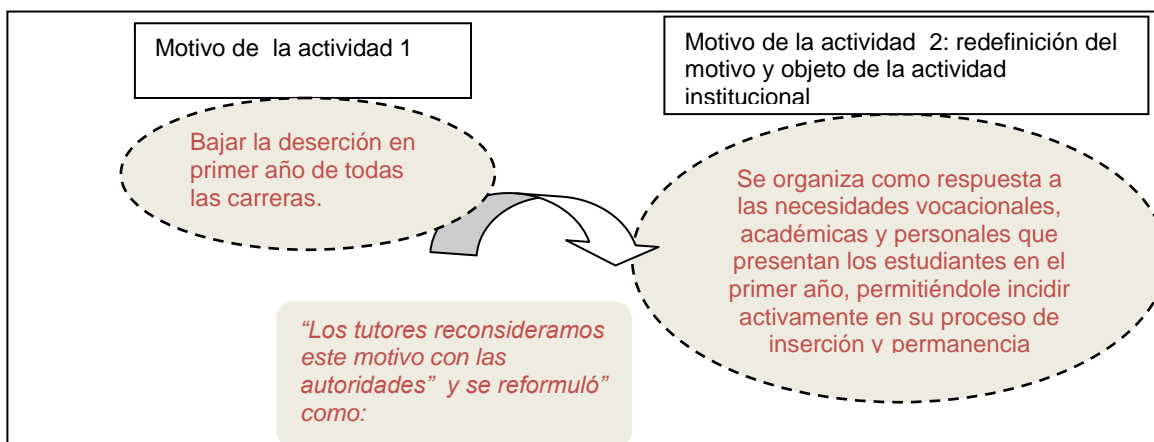 Motivo de  la actividad 1
Motivo de la actividad  2: redefinición del
motivo y objeto de la actividad
institucional
Bajar la deserción en
primer año de todas
las carreras.
Se organiza como respuesta a
las necesidades vocacionales,
académicas y personales que
presentan los estudiantes en el
primer año, permitiéndole incidir
activamente en su proceso de
inserción y permanencia
“Los tutores reconsideramos
este motivo con las
autoridades”  y se reformuló”
como: